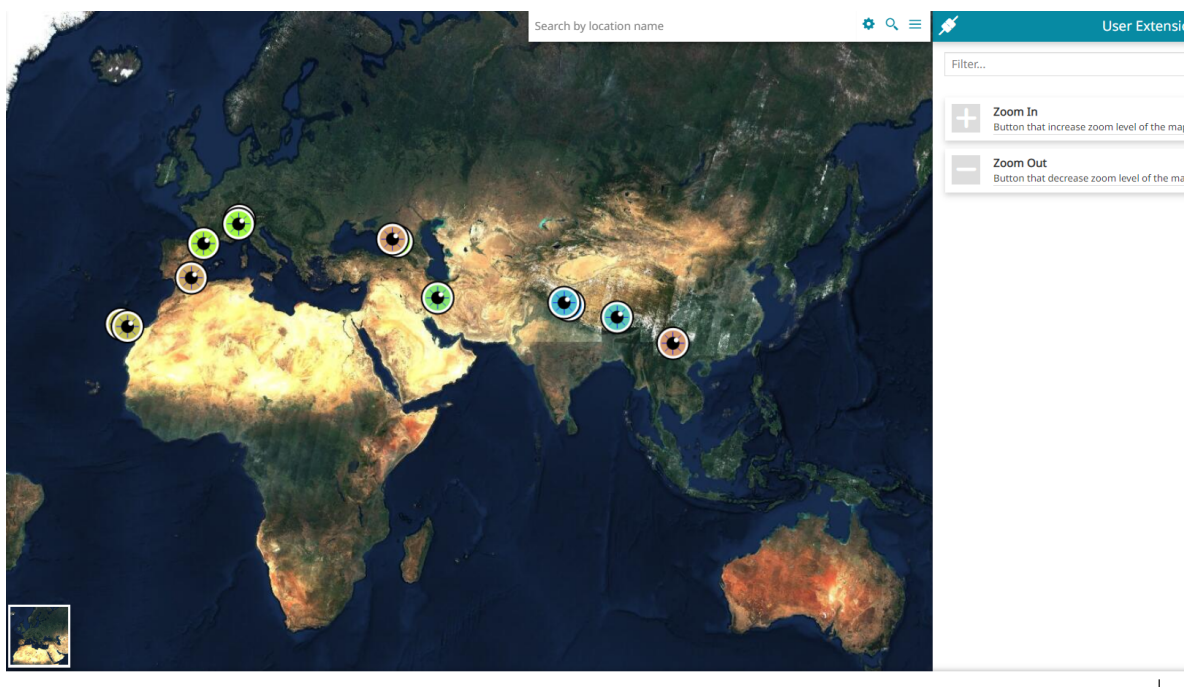 Search by location name
User Extensio
Filter...
Zoom In
Button that increase zoom level of the map
Zoom Out
Button that decrease zoom level of the ma